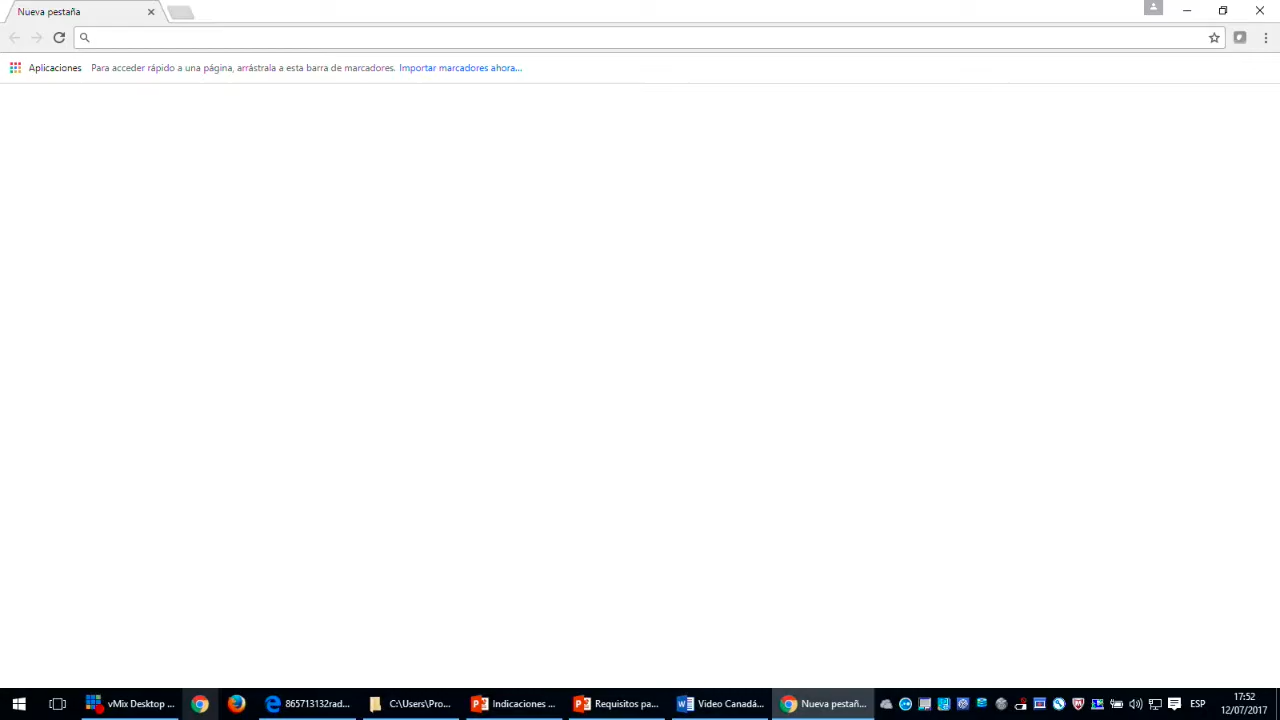 Nueva pestaña
Aplicaciones Para acceder rápido a una página, arrástrala a esta barra de marcadores. Importar marcadores ahora...
vMix Desktop ... 865713132rad... C:\Users\Pro... Indicaciones ... Requisitos pa... Video Canadá... Nueva pestañ... ESP 17:52
12/07/2017